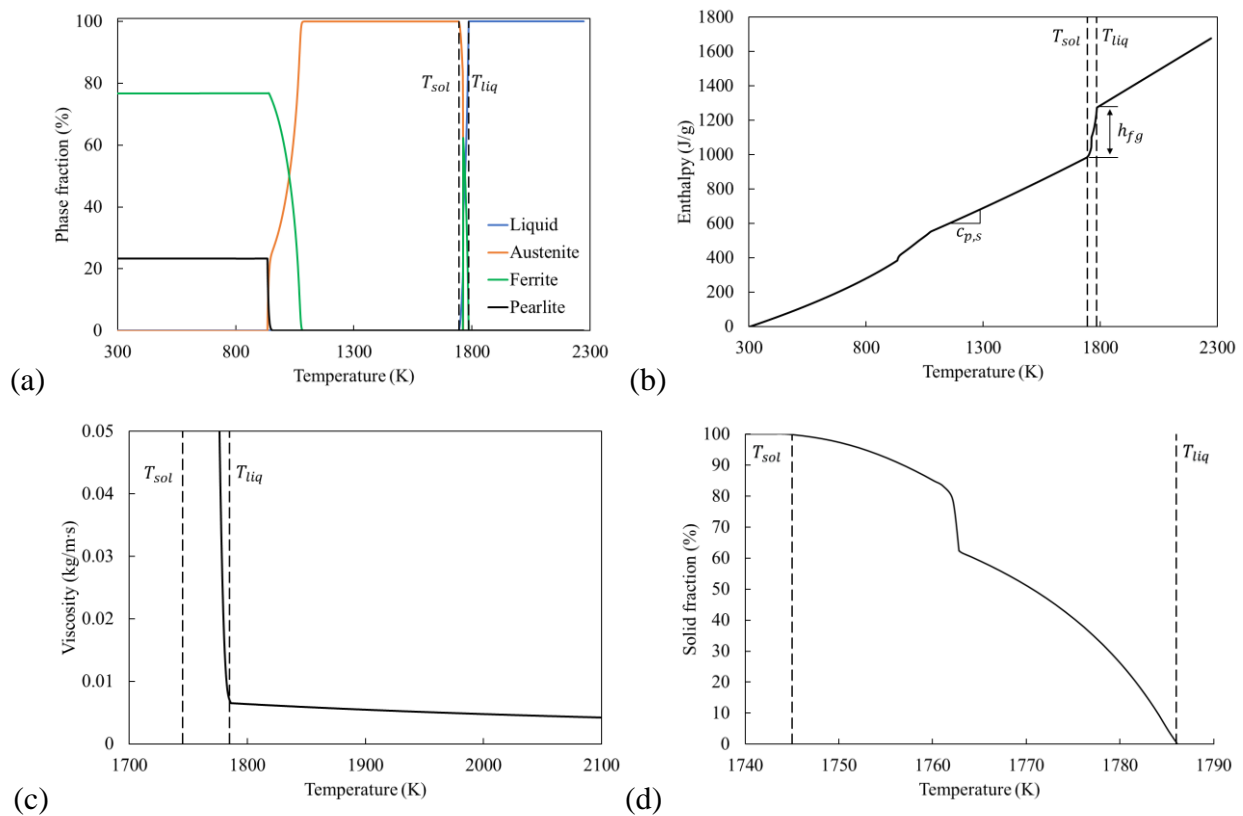 100
80
60
40
20
0
Phase fraction (%)
T_sol
T_liq
Liquid
Austenite
Ferrite
Pearlite
300
800
1300
1800
2300
Temperature (K)
(a)
1800
1600
1400
1200
1000
800
600
400
200
0
Enthalpy (J/g)
T_sol
T_liq
h_fg
c_p,s
300
800
1300
1800
2300
Temperature (K)
(b)
0.05
0.04
0.03
0.02
0.01
0
Viscosity (kg/m·s)
T_sol
T_liq
1700
1800
1900
2000
2100
Temperature (K)
(c)
100
90
80
70
60
50
40
30
20
10
0
Solid fraction (%)
T_sol
T_liq
1740
1750
1760
1770
1780
1790
Temperature (K)
(d)